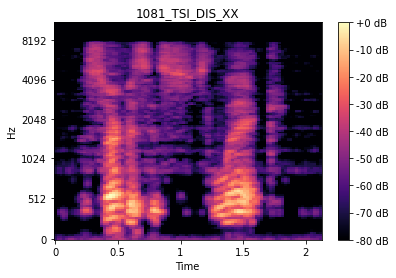 1081_TSI_DIS_XX
8192
4096
2048
1024
512
0
Hz
0
0.5
1
1.5
2
Time
+0 dB
-10 dB
-20 dB
-30 dB
-40 dB
-50 dB
-60 dB
-70 dB
-80 dB